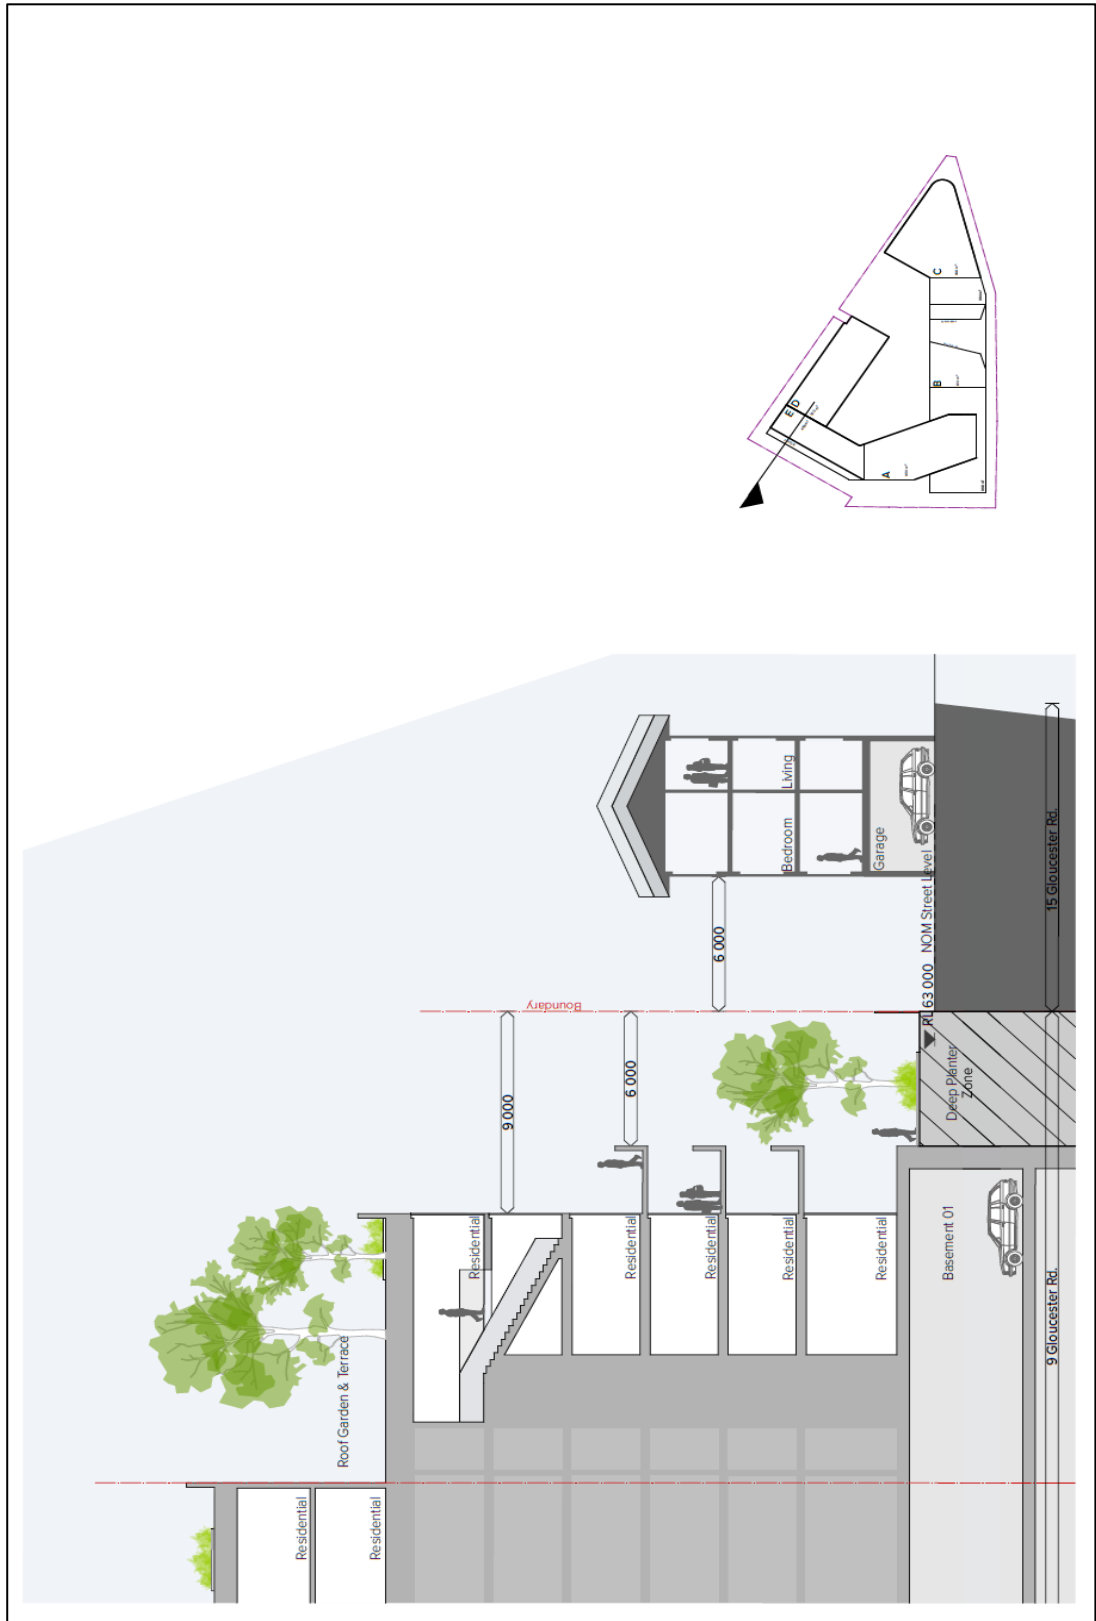 C
B
E
D
A
Bedroom
Living
Garage
15 Gloucester Rd.
RL 63 000
NOM Street Level
6 000
Boundary
9 000
6 000
Deep Planter
Zone
Roof Garden & Terrace
Residential
Residential
Residential
Residential
Residential
Basement 01
9 Gloucester Rd.
Residential
Residential